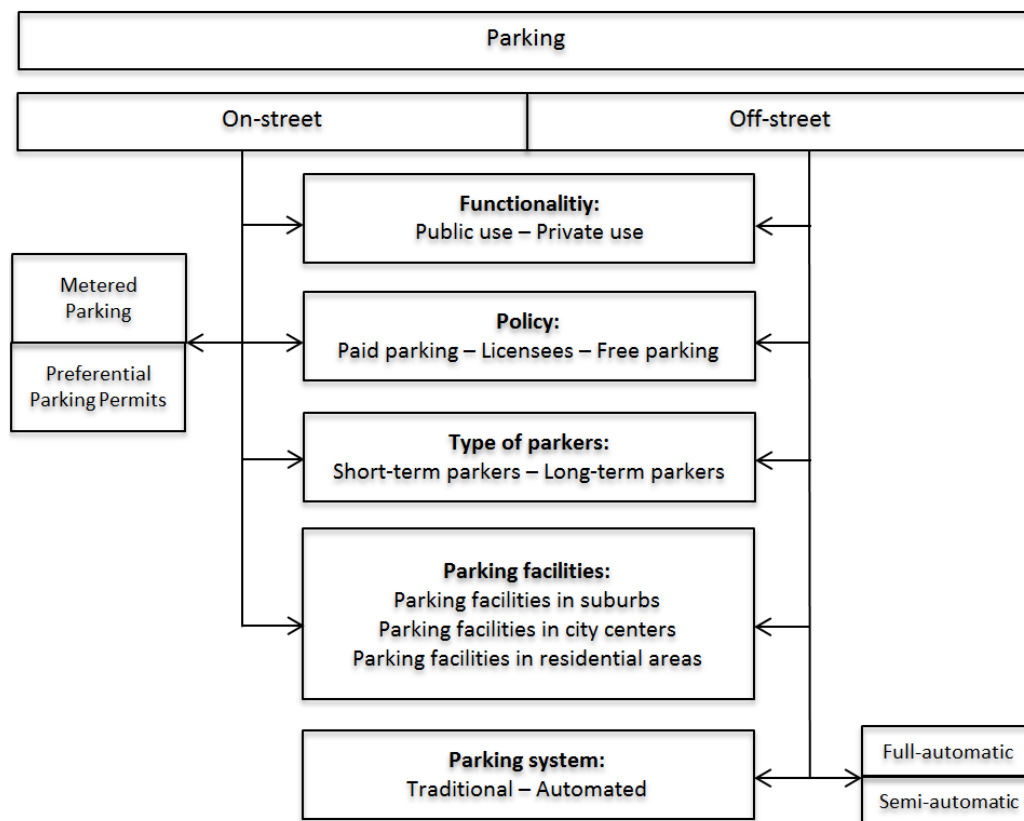 Parking
On-street
Off-street
Functionalitiy:
Public use – Private use
Metered
Parking
Preferential
Parking Permits
Policy:
Paid parking – Licensees – Free parking
Type of parkers:
Short-term parkers – Long-term parkers
Parking facilities:
Parking facilities in suburbs
Parking facilities in city centers
Parking facilities in residential areas
Parking system:
Traditional – Automated
Full-automatic
Semi-automatic